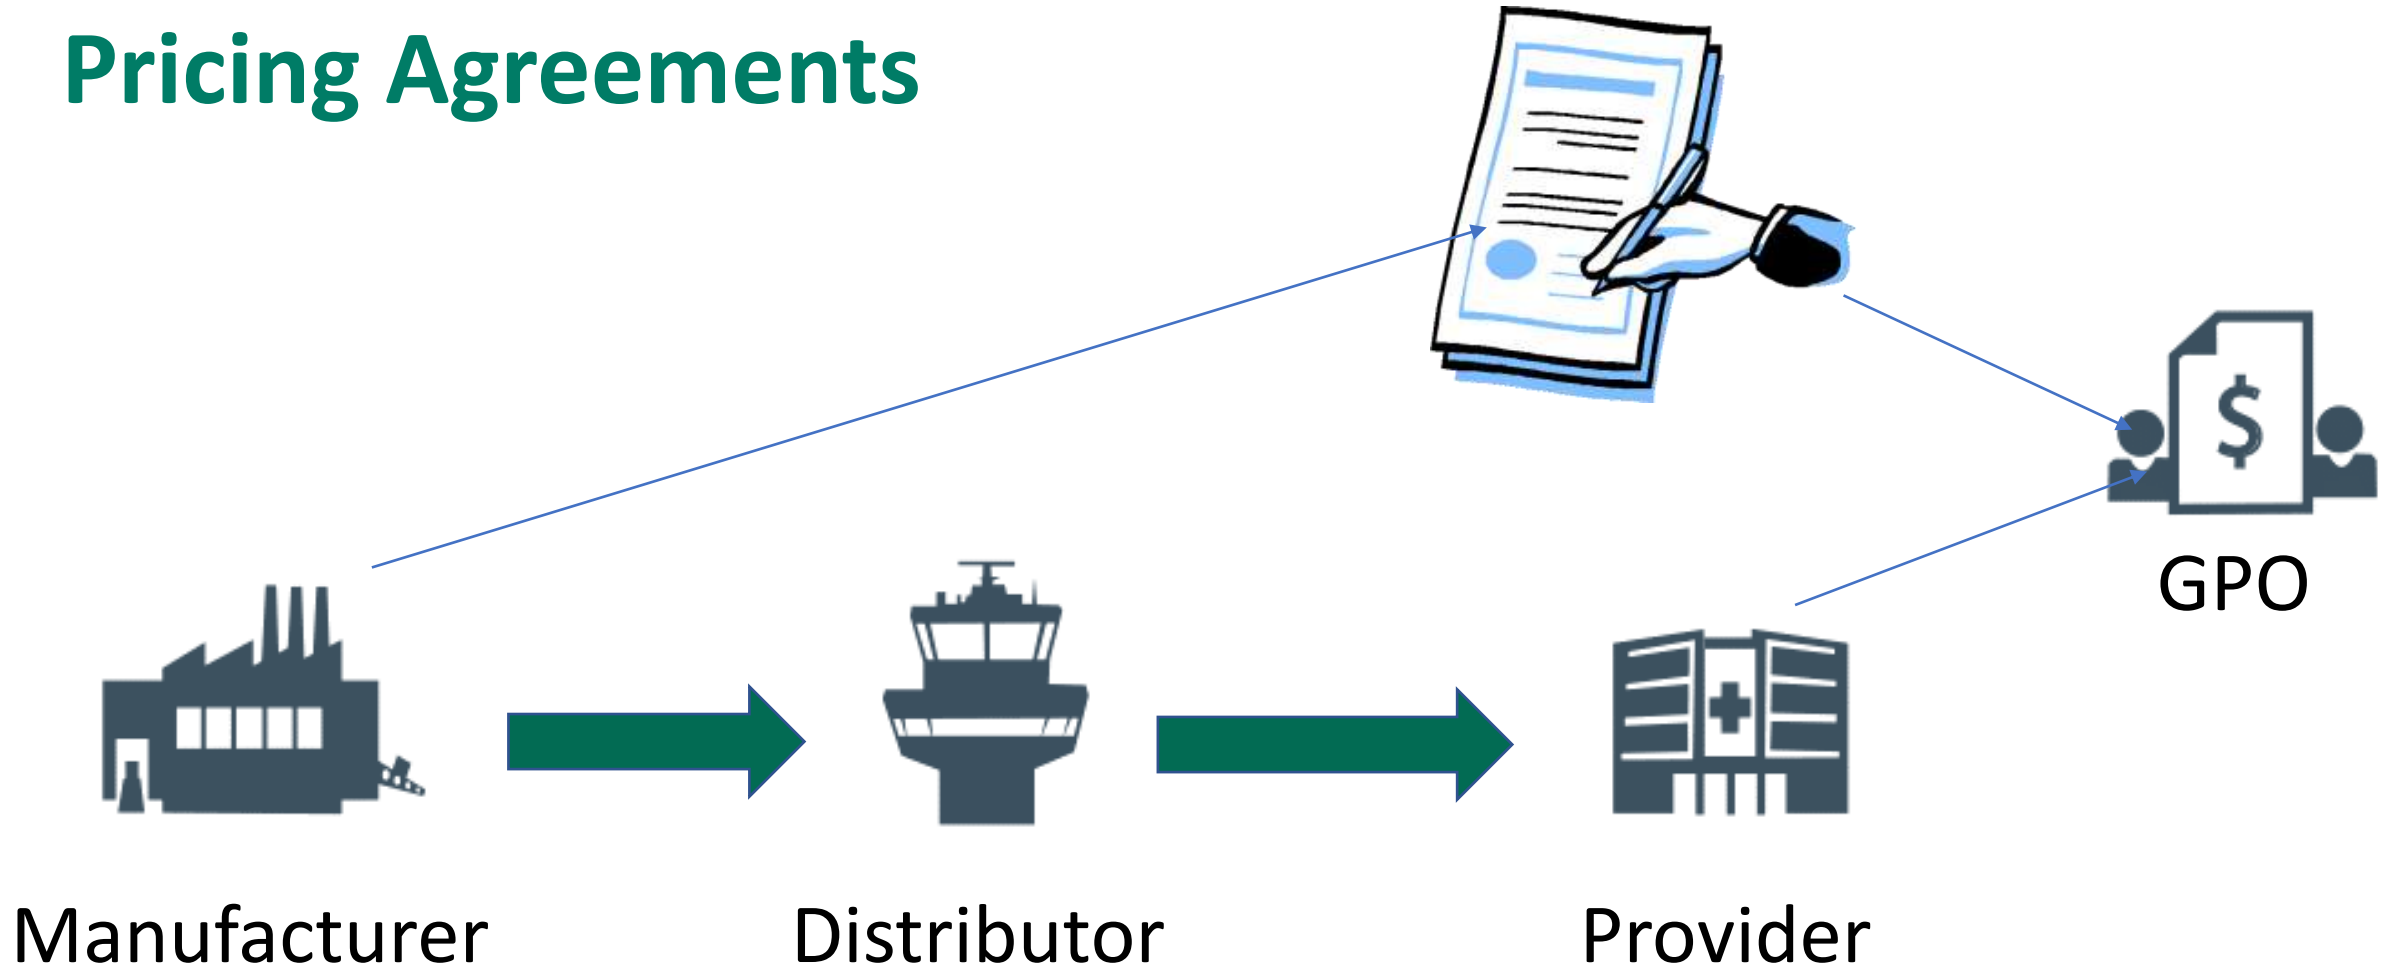 Pricing Agreements
$
GPO
Manufacturer
Distributor
Provider